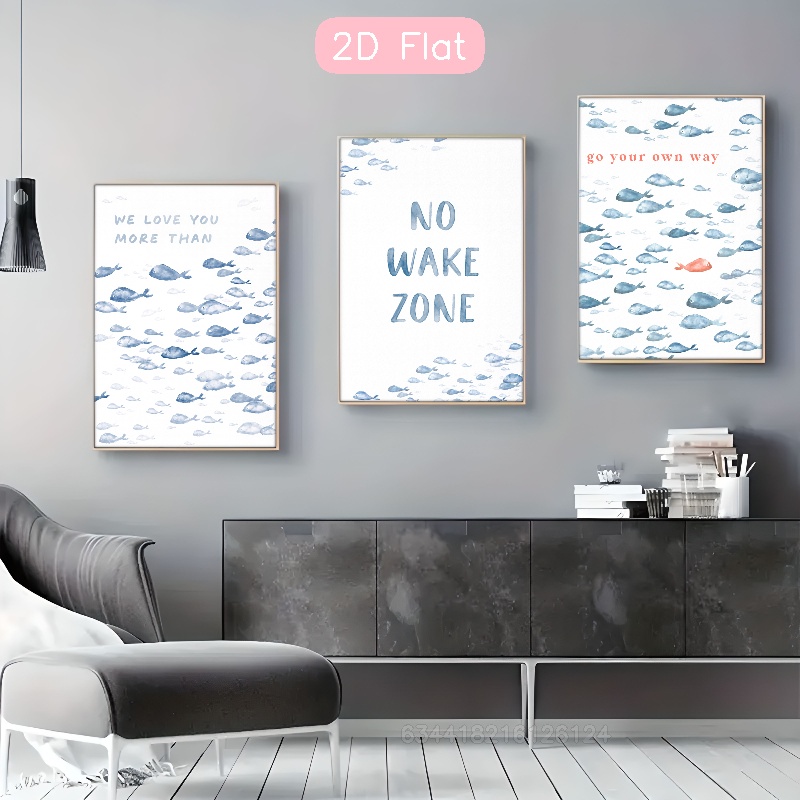 2D Flat
WE LOVE YOU
MORE THAN
NO
WAKE
ZONE
go your own way